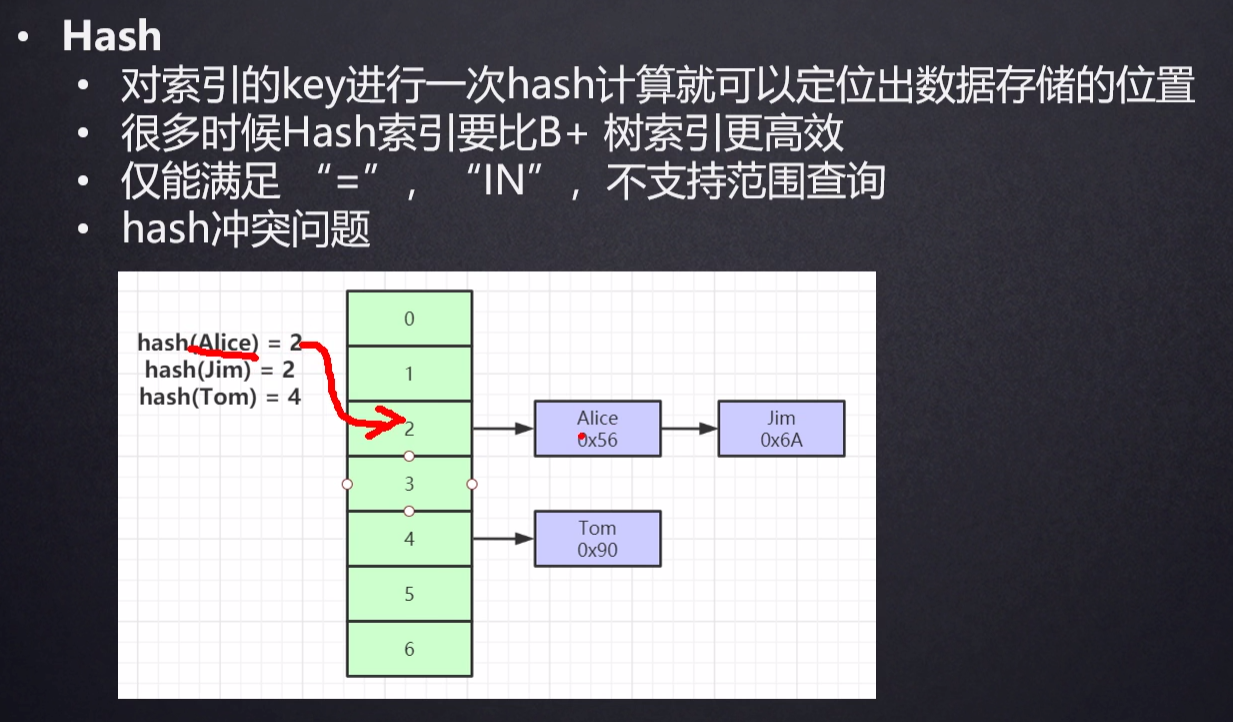 • Hash
• 对索引的key进行一次hash计算就可以定位出数据存储的位置
• 很多时候Hash索引要比B+ 树索引更高效
• 仅能满足 “=”，“IN”，不支持范围查询
• hash冲突问题
hash(Alice) = 2
hash(Jim) = 2
hash(Tom) = 4
0
1
2
3
4
5
6
Alice
0x56
Jim
0x6A
Tom
0x90